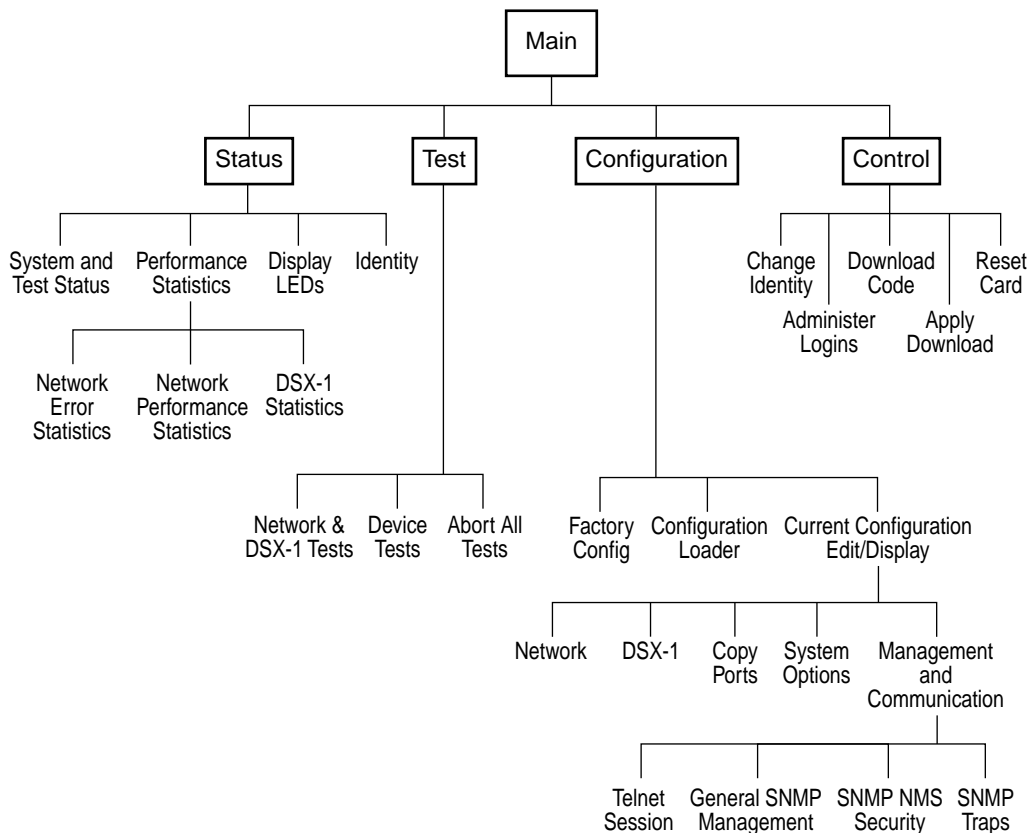 Main
Status
Test
Configuration
Control
System and
Test Status
Performance
Statistics
Display
LEDs
Identity
Change
Identity
Download
Code
Reset
Card
Administer
Logins
Apply
Download
Network
Error
Statistics
Network
Performance
Statistics
DSX-1
Statistics
Network &
DSX-1 Tests
Device
Tests
Abort All
Tests
Factory
Config
Configuration
Loader
Current Configuration
Edit/Display
Network
DSX-1
Copy
Ports
System
Options
Management
and
Communication
Telnet
Session
General SNMP
Management
SNMP NMS
Security
SNMP
Traps